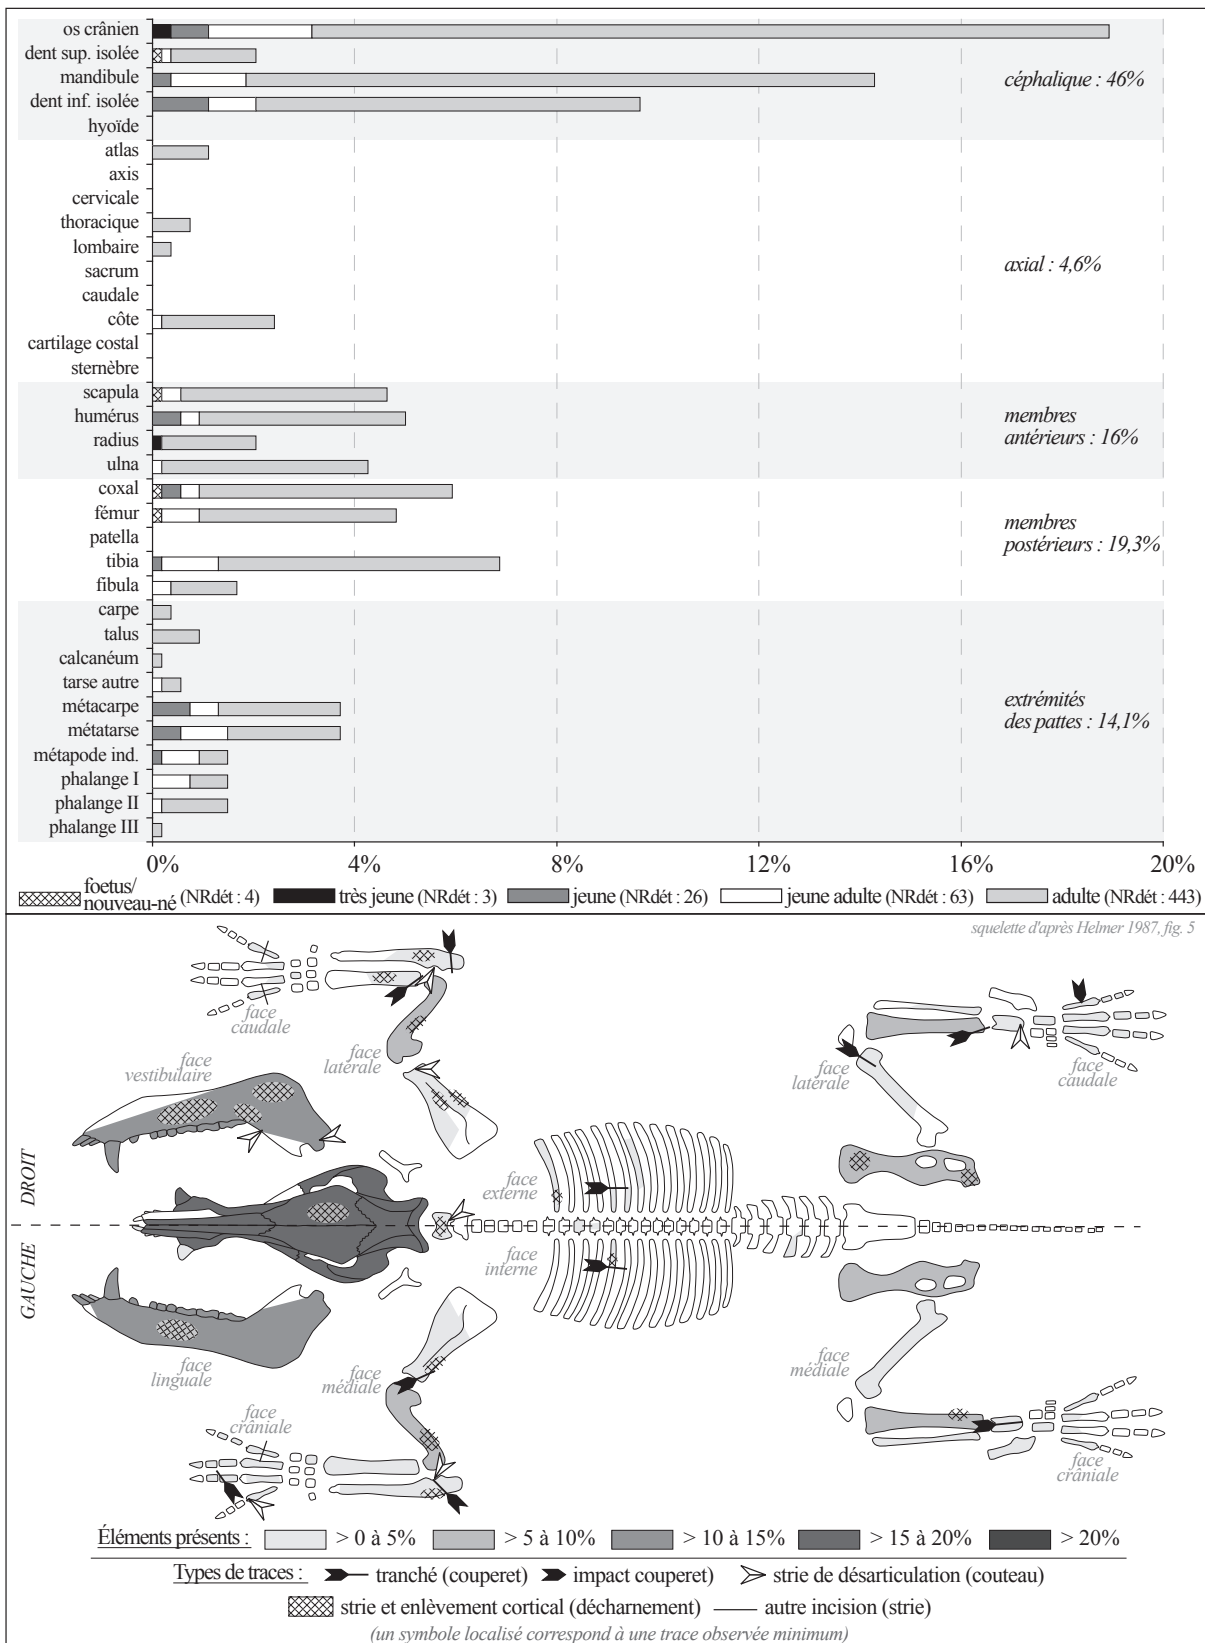 os crânien
dent sup. isolée
mandibule
céphalique : 46%
dent inf. isolée
hyoïde
atlas
axis
cervicale
thoracique
lombaire
axial : 4,6%
sacrum
caudale
côte
cartilage costal
sternèbre
scapula
humérus
membres
antérieurs : 16%
radius
ulna
coxal
fémur
membres
postérieurs : 19,3%
patella
tibia
fibula
carpe
talus
calcanéum
tarse autre
métacarpe
extrémités
des pattes : 14,1%
métatarse
métapode ind.
phalange I
phalange II
phalange III
0% 4% 8% 12% 16% 20%
foetus/
nouveau-né (NRdét : 4) très jeune (NRdét : 3) jeune (NRdét : 26) jeune adulte (NRdét : 63) adulte (NRdét : 443)
squelette d'après Helmer 1987, fig. 5
face
caudale
face
vestibulaire
face
latérale
face
latérale
face
caudale
DROIT
face
externe
GAUCHE
face
interne
face
linguale
face
médiale
face
médiale
face
crâniale
face
crâniale
Éléments présents : > 0 à 5% > 5 à 10% > 10 à 15% > 15 à 20% > 20%
Types de traces : tranché (couperet) impact couperet) strie de désarticulation (couteau)
strie et enlèvement cortical (décharnement) autre incision (strie)
(un symbole localisé correspond à une trace observée minimum)